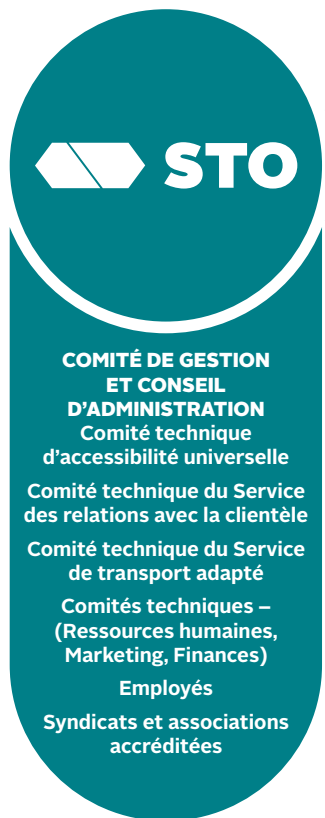 STO
COMITÉ DE GESTION
ET CONSEIL
D'ADMINISTRATION
Comité technique
d'accessibilité universelle
Comité technique du Service
des relations avec la clientèle
Comité technique du Service
de transport adapté
Comités techniques –
(Ressources humaines,
Marketing, Finances)
Employés
Syndicats et associations
accréditées